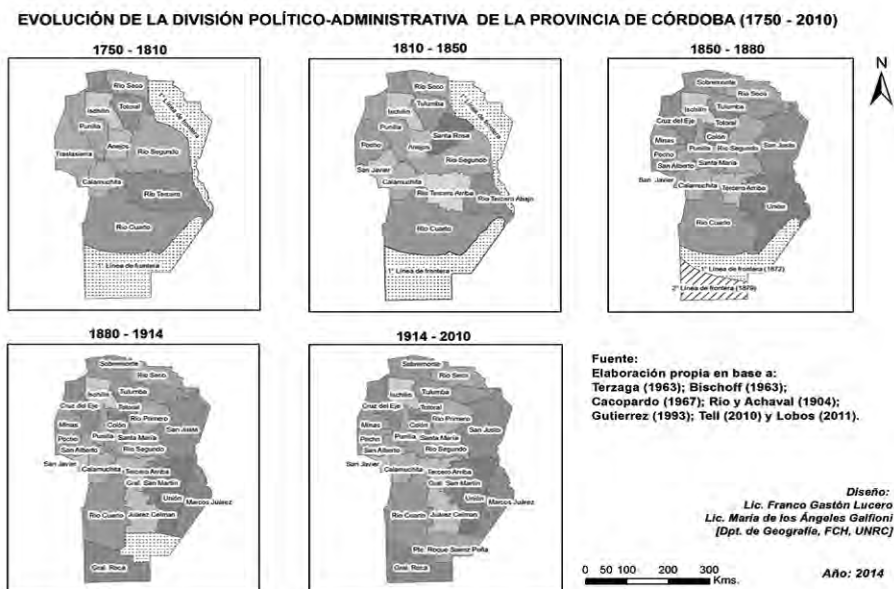 EVOLUCIÓN DE LA DIVISIÓN POLÍTICO-ADMINISTRATIVA DE LA PROVINCIA DE CÓRDOBA (1750 - 2010)
1750 - 1810
Río Seco
1° Línea de frontera
Ischilín
Totoral
Punilla
Anejos
Traslasierra
Río Segundo
Calamuchita
Río Tercero
Río Cuarto
1° Línea de frontera
1810 - 1850
Río Seco
1° Línea de frontera
Tulumba
Ischilín
Punilla
Santa Rosa
Pocho
Anejos
Río Segundo
San Javier
Calamuchita
Río Tercero Arriba
Río Tercero Abajo
Río Cuarto
1° Línea de frontera
1850 - 1880
Sobremonte
Río Seco
Ischilín
Tulumba
Cruz del Eje
Totoral
Minas
Colón
San Justo
Punilla
Río Segundo
Pocho
San Alberto
Santa María
San Javier
Calamuchita
Tercero Arriba
Unión
Río Cuarto
1° Línea de frontera (1872)
2° Línea de frontera (1879)
N
1880 - 1914
Sobremonte
Río Seco
Ischilín
Tulumba
Cruz del Eje
Totoral
Río Primero
Minas
Colón
San Justo
Pocho
Punilla
Santa María
San Alberto
Río Segundo
San Javier
Calamuchita
Tercero Arriba
Gral. San Martín
Unión
Marcos Juárez
Río Cuarto
Juárez Celman
Gral. Roca
1914 - 2010
Sobremonte
Río Seco
Ischilín
Tulumba
Cruz del Eje
Totoral
Río Primero
Minas
Colón
San Justo
Pocho
Punilla
Santa María
San Alberto
Río Segundo
San Javier
Calamuchita
Tercero Arriba
Gral. San Martín
Unión
Marcos Juárez
Río Cuarto
Juárez Celman
Pte. Roque Sáenz Peña
Gral. Roca
Fuente:
Elaboración propia en base a:
Terzaga (1963); Bischoff (1963);
Cacopardo (1967); Río y Achaval (1904);
Gutierrez (1993); Tell (2010) y Lobos (2011).
Diseño:
Lic. Franco Gastón Lucero
Lic. María de los Ángeles Galfioni
[Dpt. de Geografía, FCH, UNRC]
0 50 100 200 300
Kms.
Año: 2014